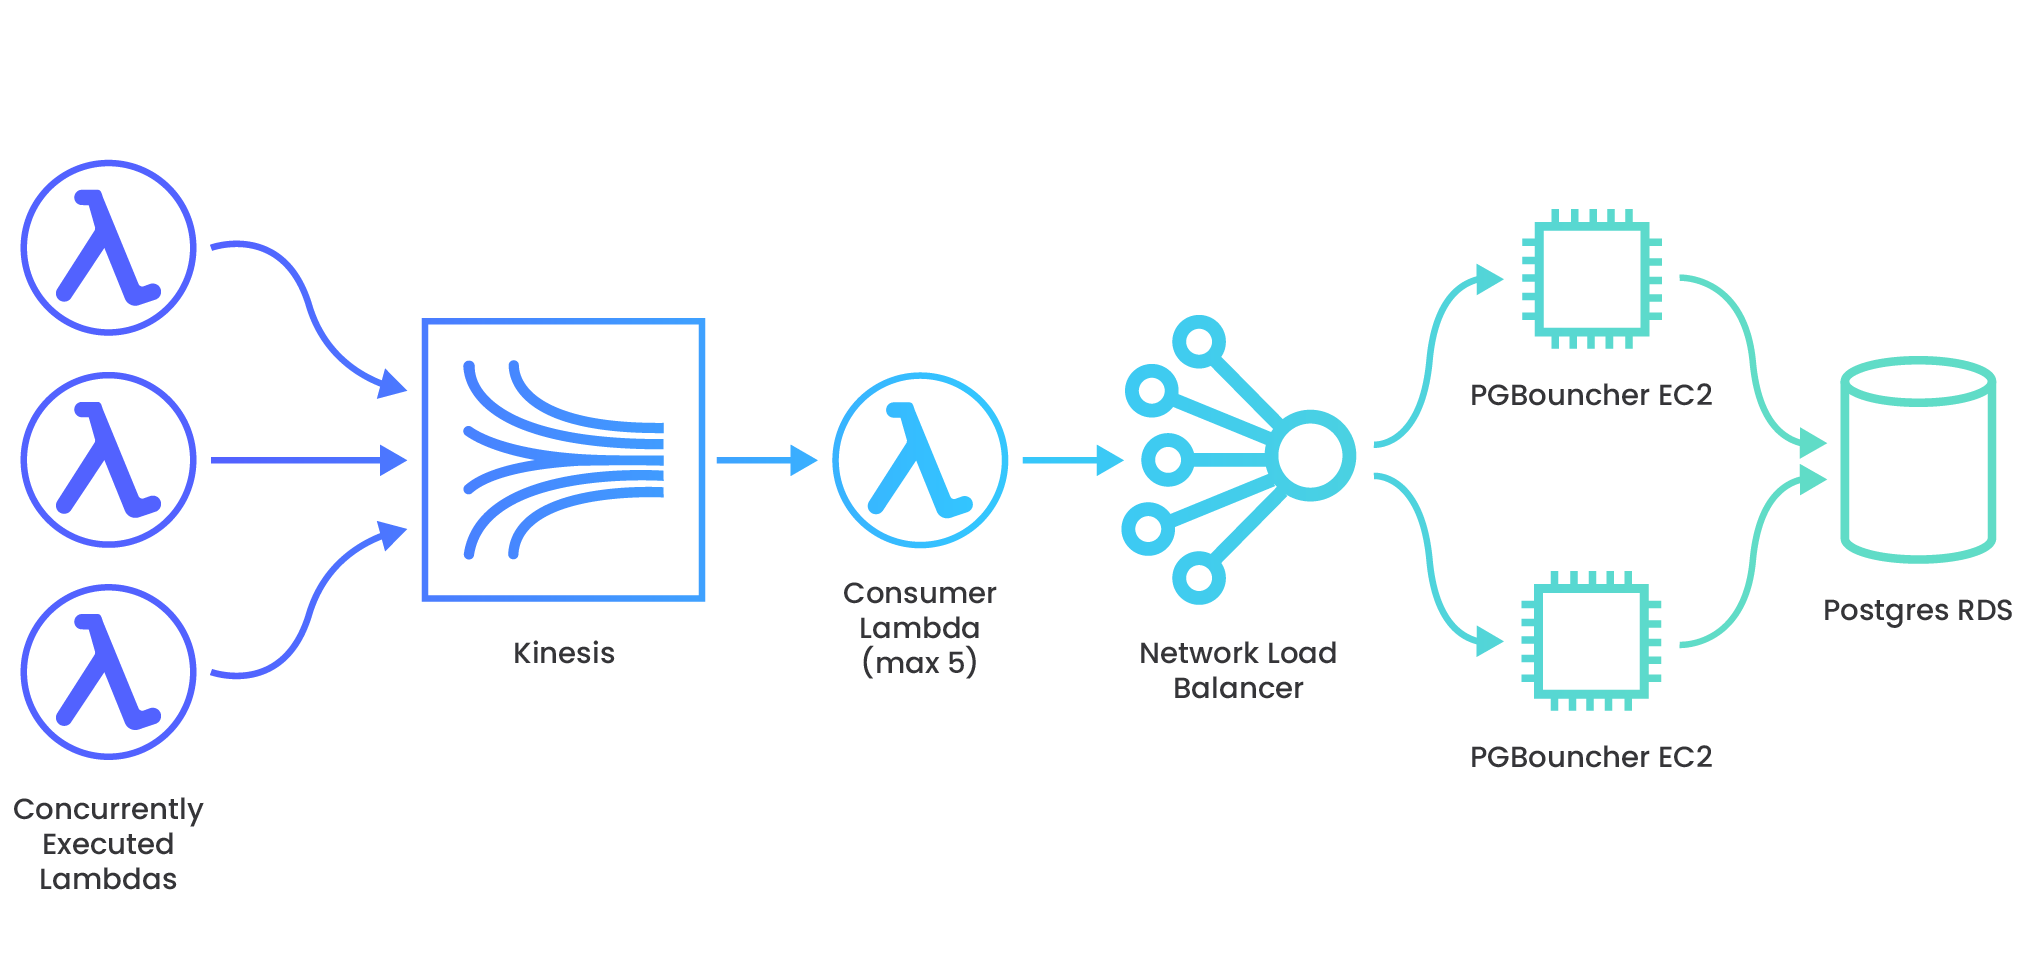 Concurrently
Executed
Lambdas
Kinesis
Consumer
Lambda
(max 5)
Network Load
Balancer
PGBouncher EC2
PGBouncher EC2
Postgres RDS